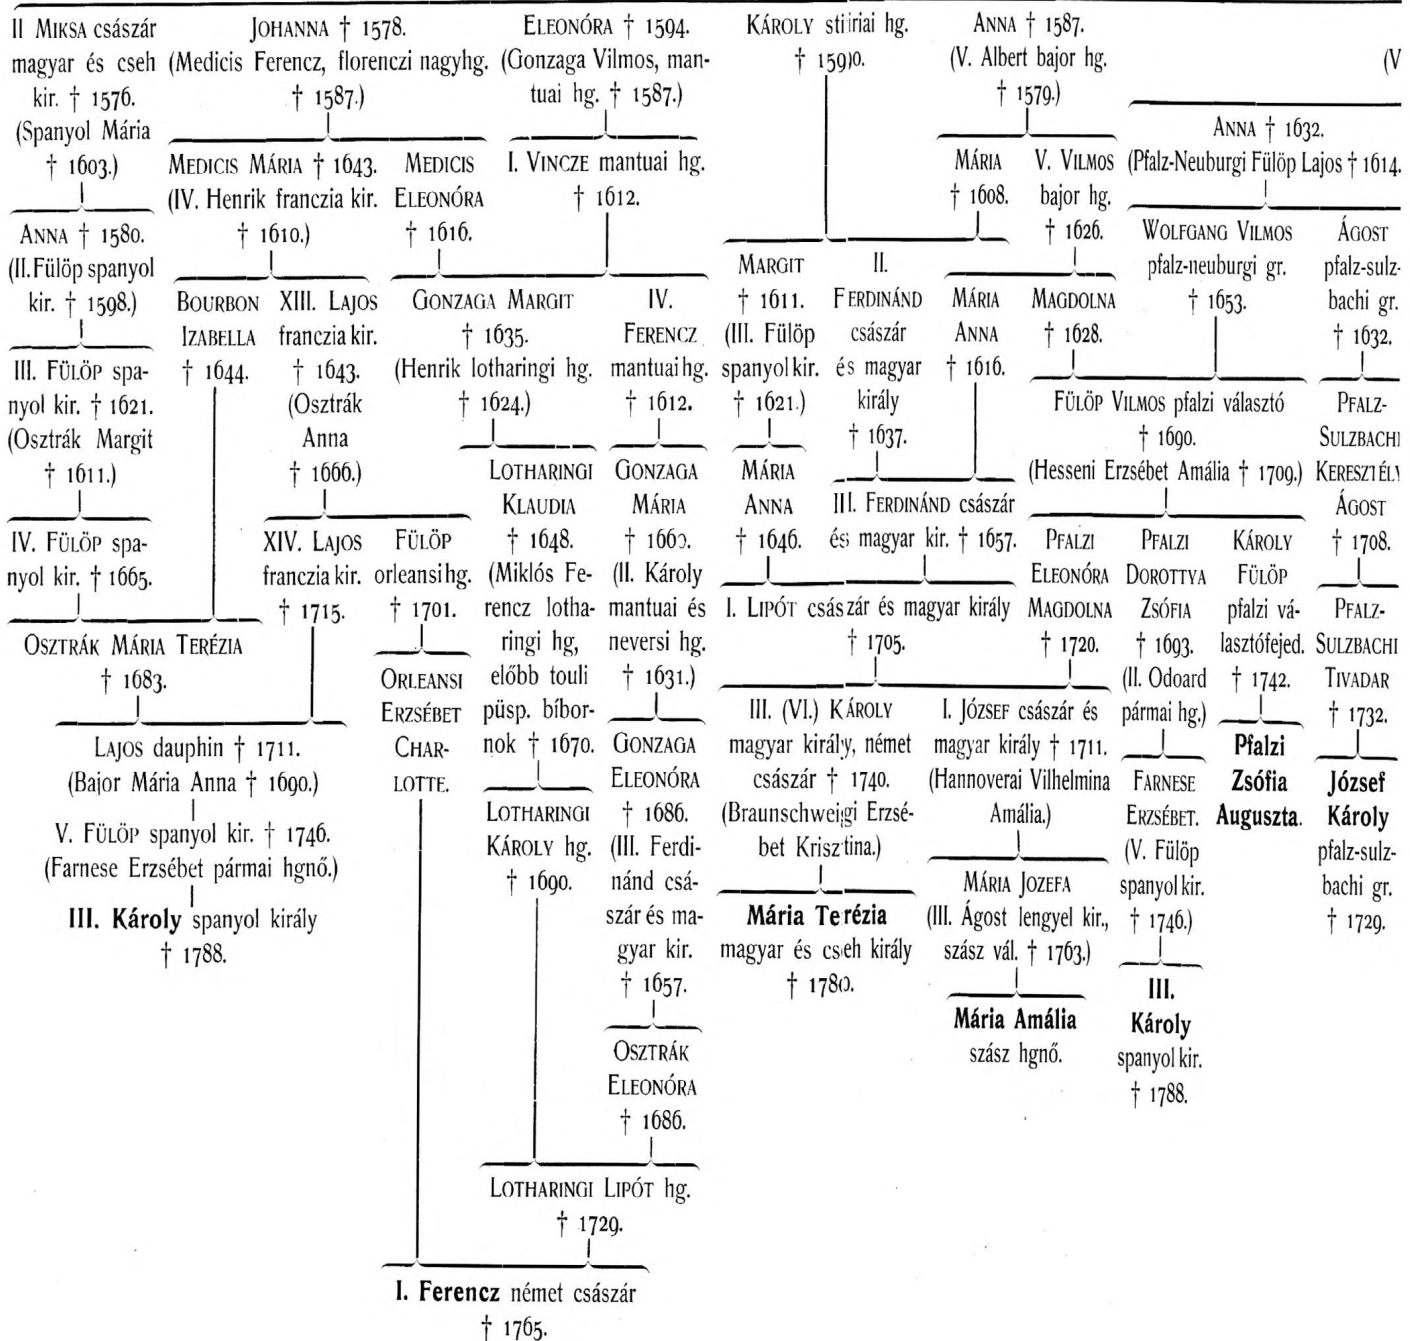 II MIKSA császár
magyar és cseh
kir. † 1576.
(Spanyol Mária
† 1603.)
ANNA † 1580.
(II. Fülöp spanyol
kir. † 1598.)
III. FÜLÖP spa-
nyol kir. † 1621.
(Osztrák Margit
† 1611.)
IV. FÜLÖP spa-
nyol kir. † 1665.
JOHANNA † 1578.
(Medicis Ferencz, florenczi nagyhg.
† 1587.)
MEDICIS MÁRIA † 1643.
(IV. Henrik franczia kir.
† 1610.)
BOURBON
IZABELLA
† 1644.
XIII. LAJOS
franczia kir.
† 1643.
(Osztrák
Anna
† 1666.)
XIV. LAJOS
franczia kir.
† 1715.
FÜLÖP
orleansi hg.
† 1701.
OSZTRÁK MÁRIA TERÉZIA
† 1683.
LAJOS dauphin † 1711.
(Bajor Mária Anna † 1690.)
V. FÜLÖP spanyol kir. † 1746.
(Farnese Erzsébet pármai hgnő.)
III. Károly spanyol király
† 1788.
ORLEANSI
ERZSÉBET
CHAR-
LOTTE.
MEDICIS
ELEONÓRA
† 1616.
ELEONÓRA † 1594.
(Gonzaga Vilmos, man-
tuai hg. † 1587.)
I. VINCZE mantuai hg.
† 1612.
GONZAGA MARGIT
† 1635.
(Henrik lotharingi hg.
† 1624.)
LOTHARINGI
KLAUDIA
† 1648.
(Miklós Fe-
rencz lotha-
ringi hg,
előbb touli
püsp. bíbor-
nok † 1670.
LOTHARINGI
KÁROLY hg.
† 1690.
IV.
FERENCZ
mantuai hg.
† 1612.
GONZAGA
MÁRIA
† 1660.
(II. Károly
mantuai és
neversi hg.
† 1631.)
GONZAGA
ELEONÓRA
† 1686.
(III. Ferdi-
nánd csá-
szár és ma-
gyar kir.
† 1657.
OSZTRÁK
ELEONÓRA
† 1686.
LOTHARINGI LIPÓT hg.
† 1729.
I. Ferencz német császár
† 1765.
KÁROLY stiriai hg.
† 1590.
MARGIT
† 1611.
(III. Fülöp
spanyol kir.
† 1621.)
MÁRIA
ANNA
† 1646.
II.
FERDINÁND
császár
és magyar
király
† 1637.
ANNA † 1587.
(V. Albert bajor hg.
† 1579.)
MÁRIA
† 1608.
V. VILMOS
bajor hg.
† 1626.
MÁRIA
ANNA
† 1616.
MAGDOLNA
† 1628.
III. FERDINÁND császár
és magyar kir. † 1657.
I. LIPÓT császár és magyar király
† 1705.
III. (VI.) KÁROLY
magyar király, német
császár † 1740.
(Braunschweigi Erzsé-
bet Krisztina.)
Mária Terézia
magyar és cseh király
† 1780.
I. JÓZSEF császár és
magyar király † 1711.
(Hannoverai Vilhelmina
Amália.)
MÁRIA JOZEFA
(III. Ágost lengyel kir.,
szász vál. † 1763.)
Mária Amália
szász hgnő.
(V
ANNA † 1632.
(Pfalz-Neuburgi Fülöp Lajos † 1614.
WOLFGANG VILMOS
pfalz-neuburgi gr.
† 1653.
FÜLÖP VILMOS pfalzi választó
† 1690.
(Hesseni Erzsébet Amália † 1709.)
PFALZI
ELEONÓRA
MAGDOLNA
† 1720.
PFALZI
DOROTTYA
ZSÓFIA
† 1693.
(II. Odoard
pármai hg.)
FARNESE
ERZSÉBET.
(V. Fülöp
spanyol kir.
† 1746.)
III.
Károly
spanyol kir.
† 1788.
KÁROLY
FÜLÖP
pfalzi vá-
lasztófejed.
† 1742.
Pfalzi
Zsófia
Auguszta.
ÁGOST
pfalz-sulz-
bachi gr.
† 1632.
PFALZ-
SULZBACHI
KERESZTÉLY
ÁGOST
† 1708.
PFALZ-
SULZBACHI
TIVADAR
† 1732.
József
Károly
pfalz-sulz-
bachi gr.
† 1729.